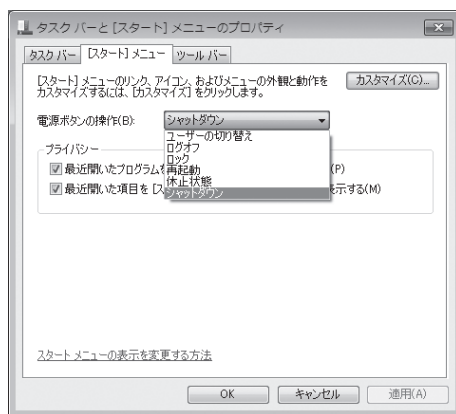 タスク バーと [スタート] メニューのプロパティ
タスク バー [スタート] メニュー ツール バー
[スタート] メニューのリンク、アイコン、およびメニューの外観と動作を
カスタマイズするには、[カスタマイズ] をクリックします。
カスタマイズ(C)...
電源ボタンの操作(B): シャットダウン
ユーザーの切り替え
ログオフ
ロック
再起動
休止状態
シャットダウン
プライバシー
最近開いたプログラムを (P)
最近開いた項目を [ス 示する(M)
スタート メニューの表示を変更する方法
OK キャンセル 適用(A)